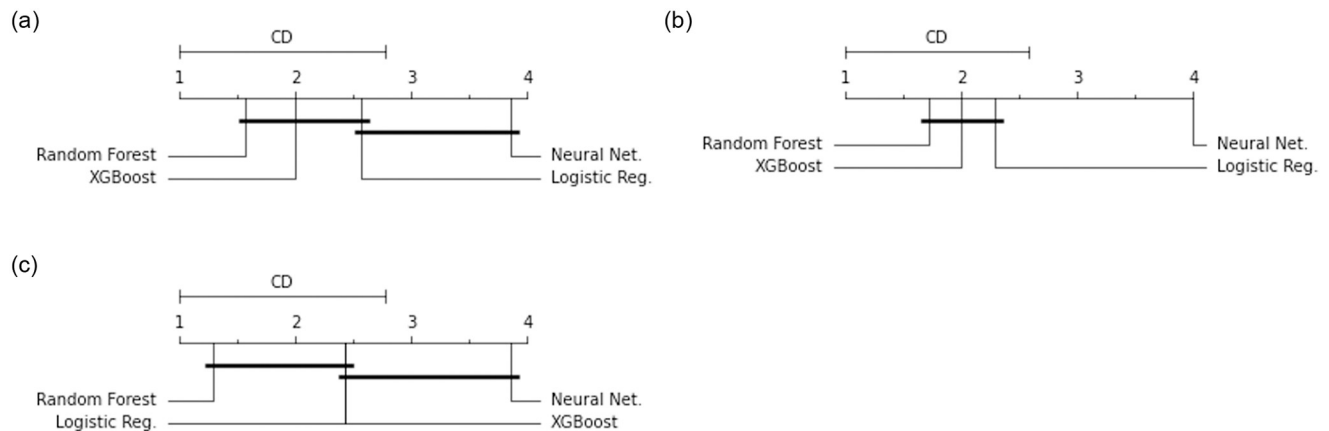 (a)
CD
1 2 3 4
Random Forest Neural Net.
XGBoost Logistic Reg.
(b)
CD
1 2 3 4
Random Forest Neural Net.
XGBoost Logistic Reg.
(c)
CD
1 2 3 4
Random Forest Neural Net.
Logistic Reg. XGBoost